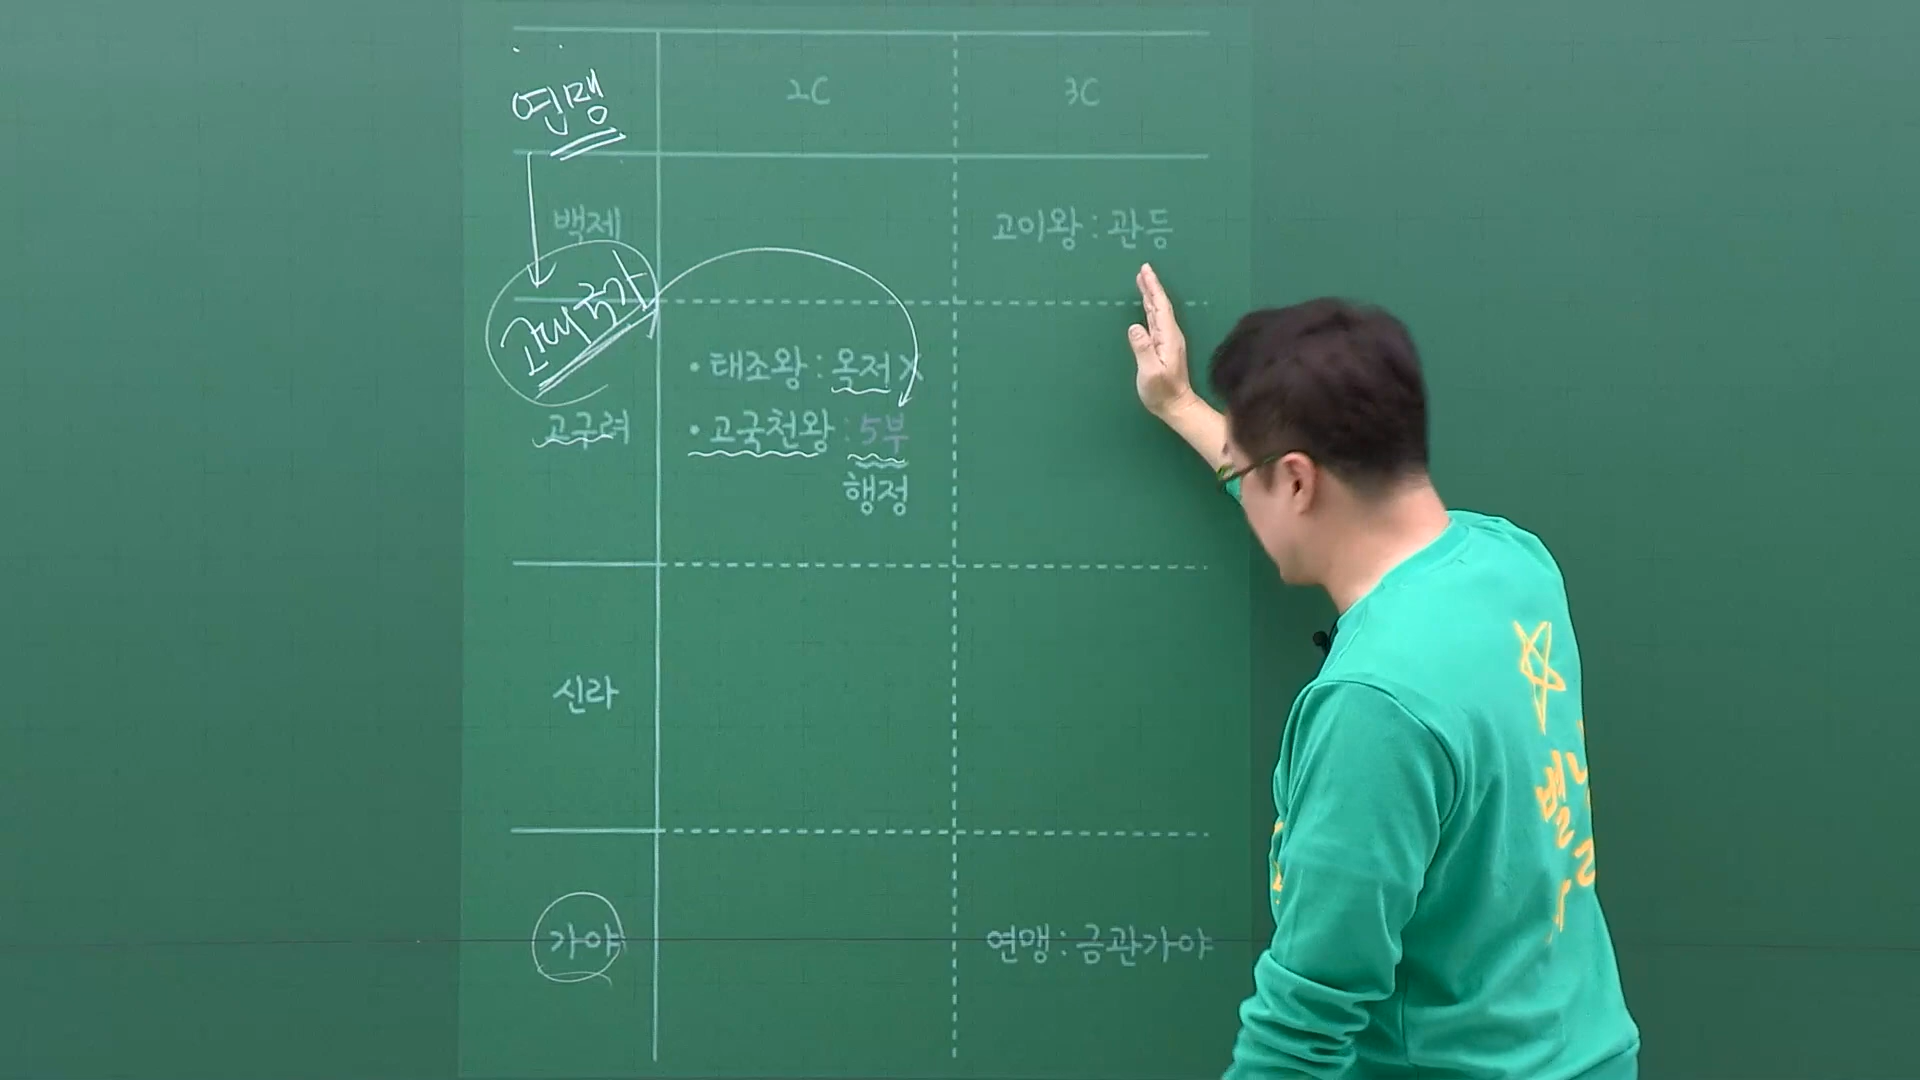 연맹
2C
3C
백제
고이왕 : 관등
고대국가
• 태조왕 : 옥저 X
고구려
• 고국천왕 : 5부
행정
신라
가야
연맹 : 금관가야
별